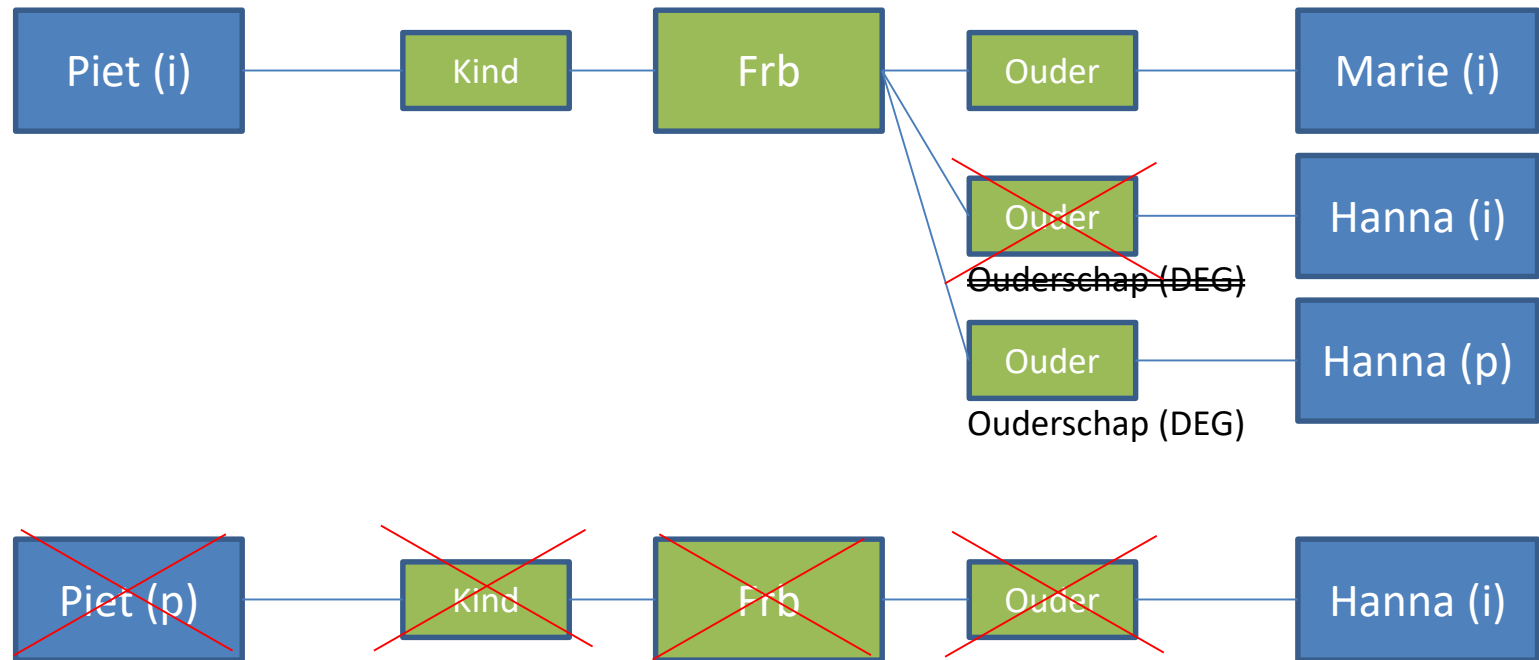 Piet (i)
Kind
Frb
Ouder
Marie (i)
Ouder
Hanna (i)
Ouderschap (DEG)
Ouder
Hanna (p)
Ouderschap (DEG)
Piet (p)
Kind
Frb
Ouder
Hanna (i)